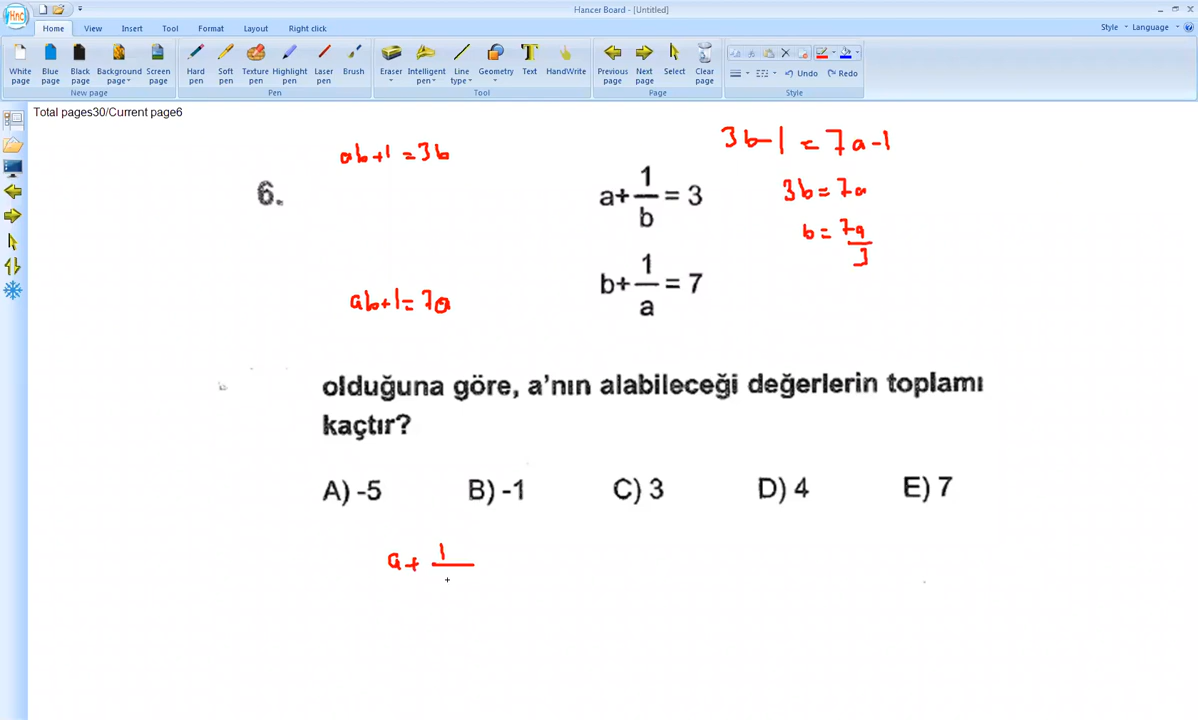 Hancer Board - [Untitled]
Home View Insert Tool Format Layout Right click
Style Language
White page Blue page Black page Background page Screen page
Hard pen Soft pen Texture pen Highlight pen Laser pen Brush
Eraser Intelligent pen Line type Geometry Text HandWrite
Previous page Next page Select Clear page
Undo Redo
New page Pen Tool Page Style
Total pages30/Current page6
ab+1=3b
3b-1=7a-1
6.
a+1/b=3
3b=7a
b=7a/3
b+1/a=7
ab+1=7a
olduğuna göre, a'nın alabileceği değerlerin toplamı
kaçtır?
A) -5 B) -1 C) 3 D) 4 E) 7
a+1/